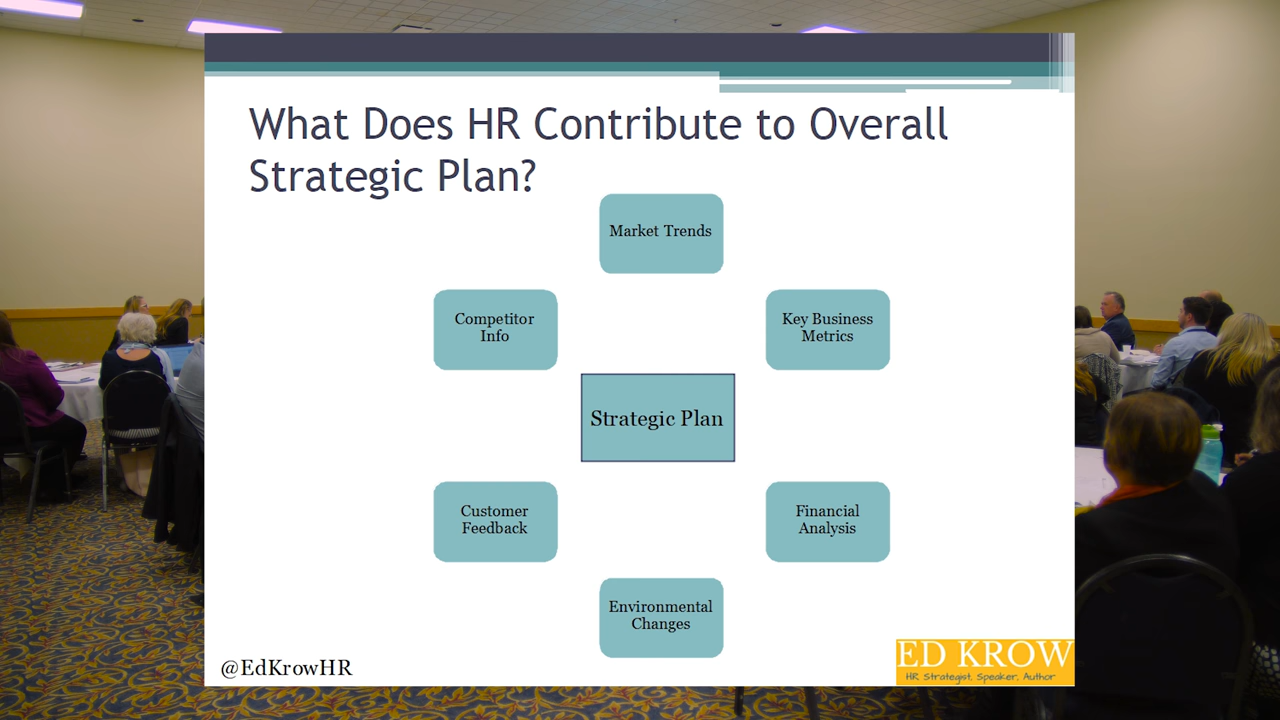 What Does HR Contribute to Overall
Strategic Plan?
Market Trends
Competitor
Info
Key Business
Metrics
Strategic Plan
Customer
Feedback
Financial
Analysis
Environmental
Changes
@EdKrowHR
ED KROW
HR Strategist, Speaker, Author